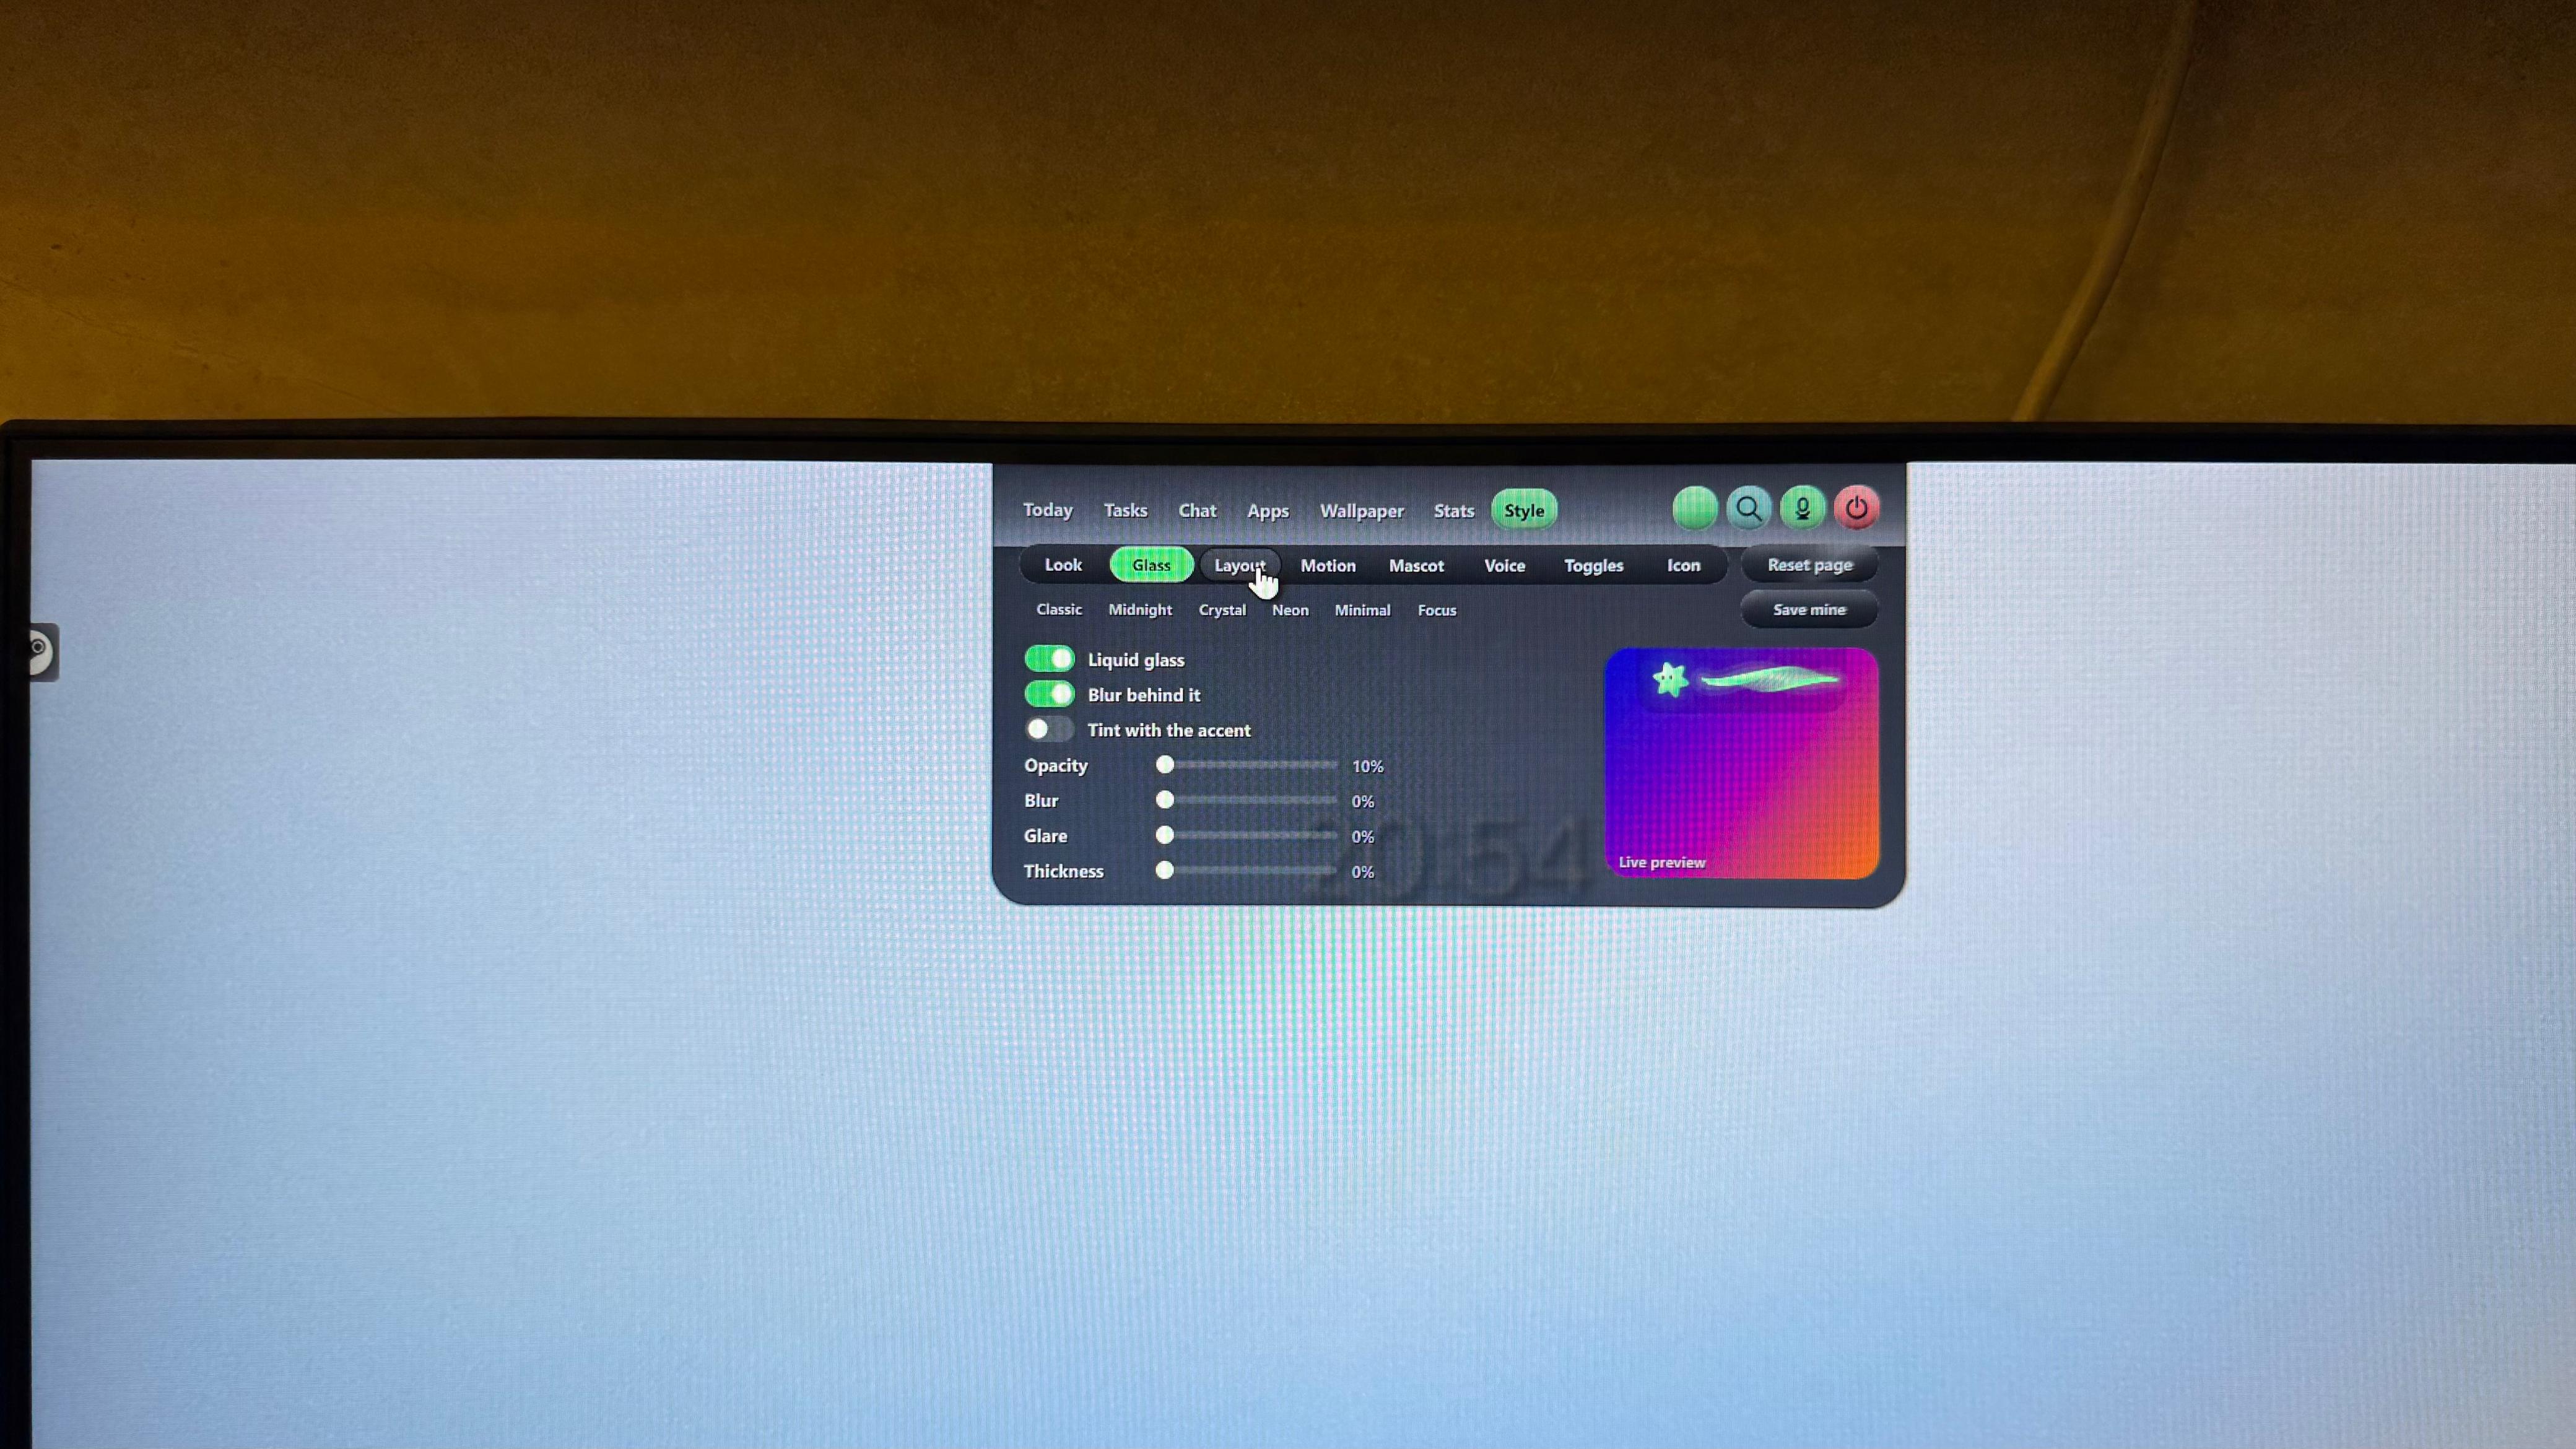 Today Tasks Chat Apps Wallpaper Stats Style
Look Glass Layout Motion Mascot Voice Toggles Icon Reset page
Classic Midnight Crystal Neon Minimal Focus Save mine
Liquid glass
Blur behind it
Tint with the accent
Opacity 10%
Blur 0%
Glare 0%
Thickness 0%
20:54
Live preview